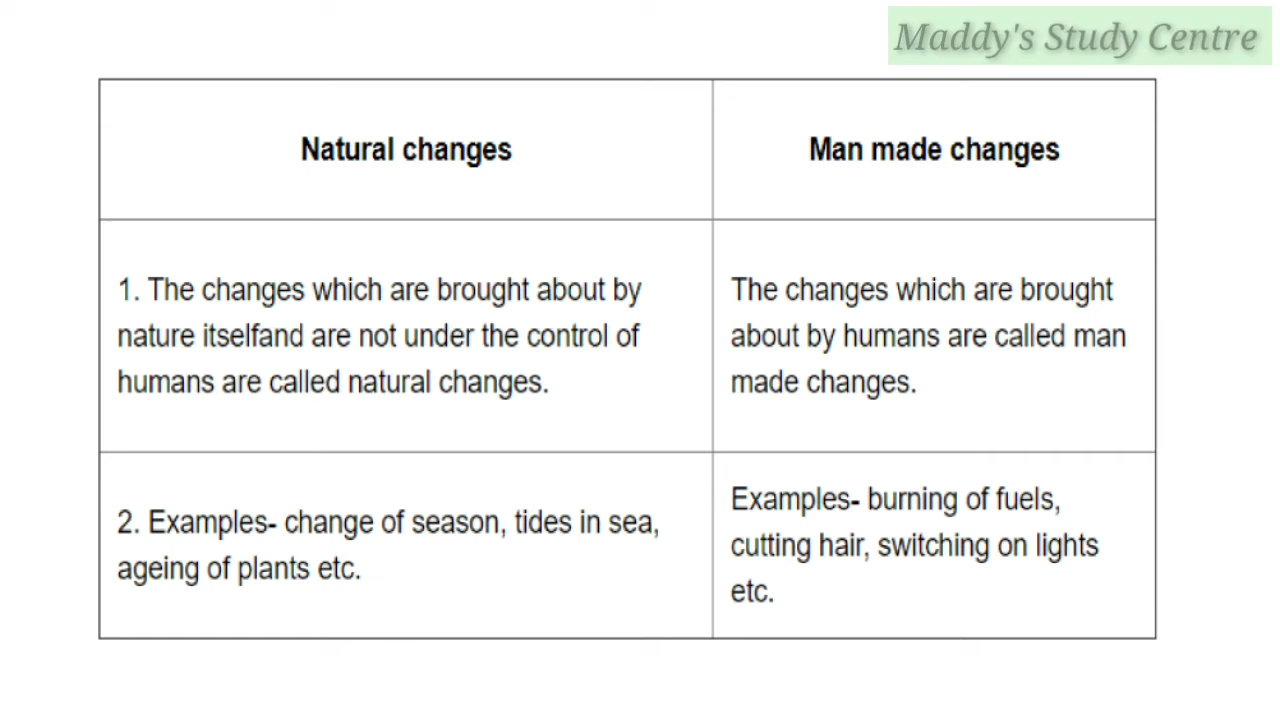 Maddy's Study Centre
Natural changes
Man made changes
1. The changes which are brought about by
nature itselfand are not under the control of
humans are called natural changes.
The changes which are brought
about by humans are called man
made changes.
2. Examples- change of season, tides in sea,
ageing of plants etc.
Examples- burning of fuels,
cutting hair, switching on lights
etc.